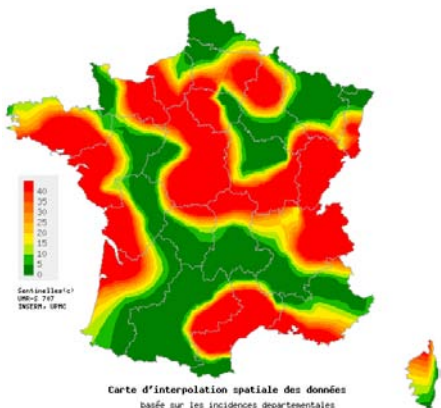 40
35
30
25
20
15
10
5
0
Sentinelles(c)
UMR-S 707
INSERM, UPMC
Carte d'interpolation spatiale des données
basée sur les incidences departementales